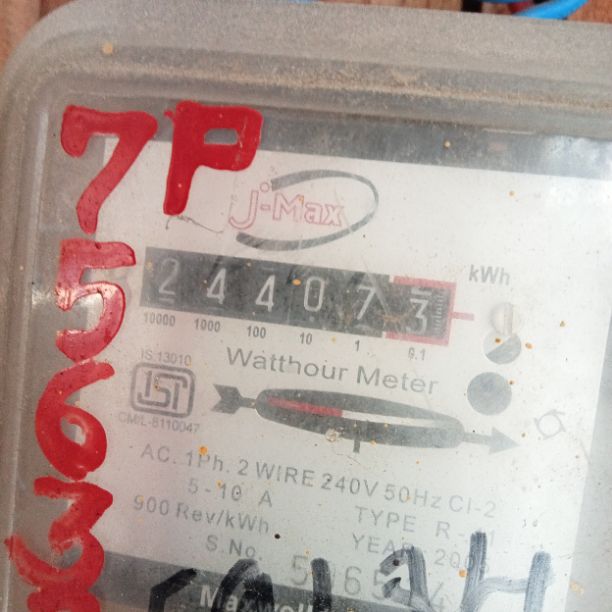 7P
5
6
3
J-Max
kWh
2 4 4 0 7 3
10000 1000 100 10 1 0.1
Watthour Meter
IS.13010
ISI
CM/L-8110047
AC. 1Ph. 2 WIRE 240V 50Hz Cl-2
5-10 A
TYPE
900 Rev/kWh
YEAR
S.No.